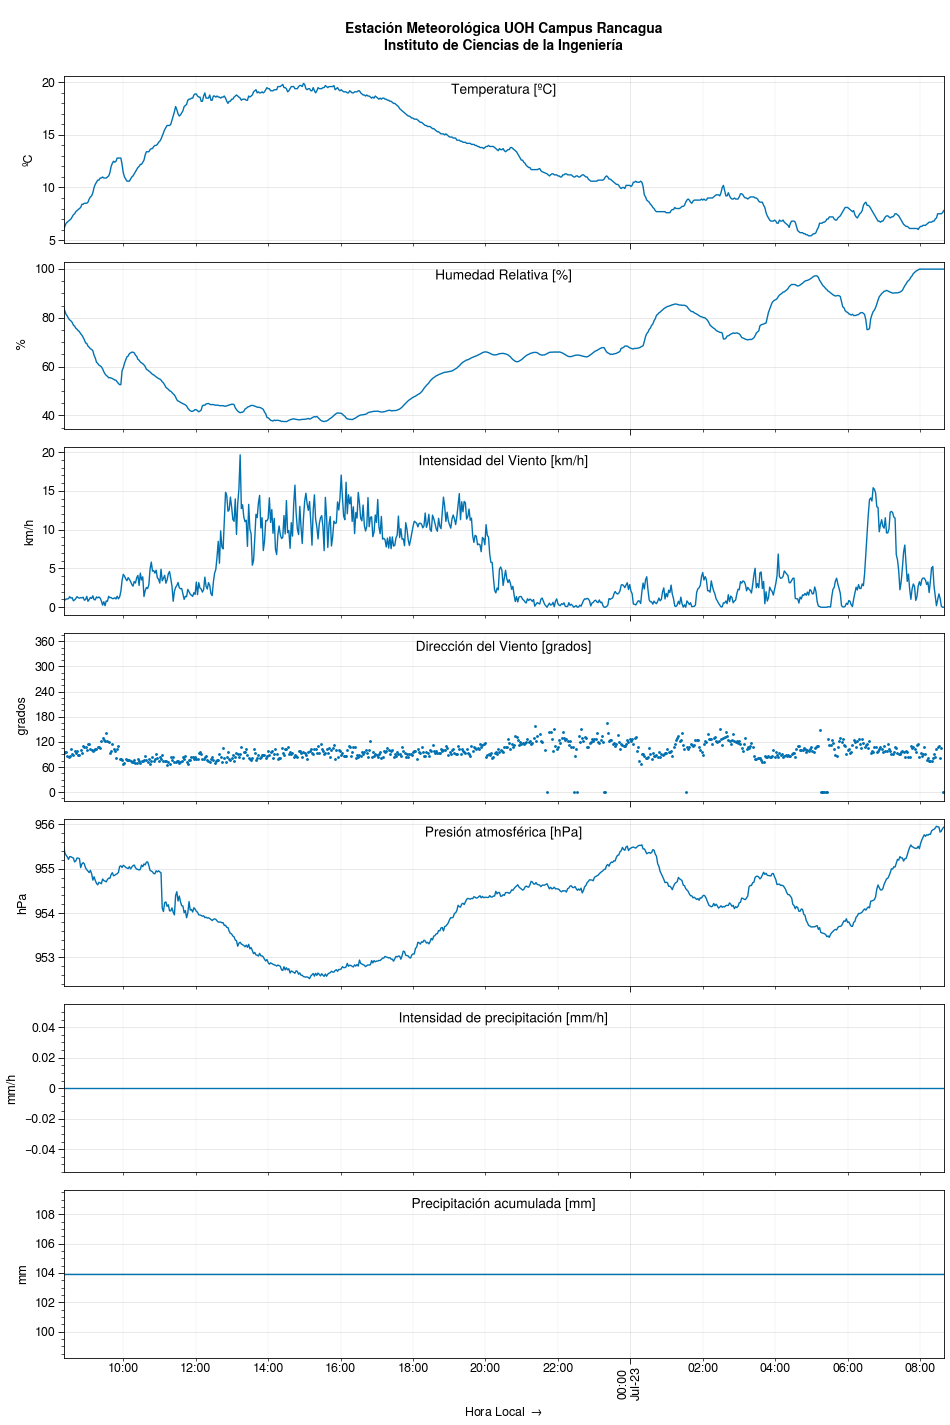 Estación Meteorológica UOH Campus Rancagua
Instituto de Ciencias de la Ingeniería
Temperatura [ºC]
20
15
10
5
ºC
Humedad Relativa [%]
100
80
60
40
%
Intensidad del Viento [km/h]
20
15
10
5
0
km/h
Dirección del Viento [grados]
360
300
240
180
120
60
0
grados
Presión atmosférica [hPa]
956
955
954
953
hPa
Intensidad de precipitación [mm/h]
0.04
0.02
0
−0.02
−0.04
mm/h
Precipitación acumulada [mm]
108
106
104
102
100
mm
10:00 12:00 14:00 16:00 18:00 20:00 22:00 00:00 02:00 04:00 06:00 08:00
Jul-23
Hora Local →